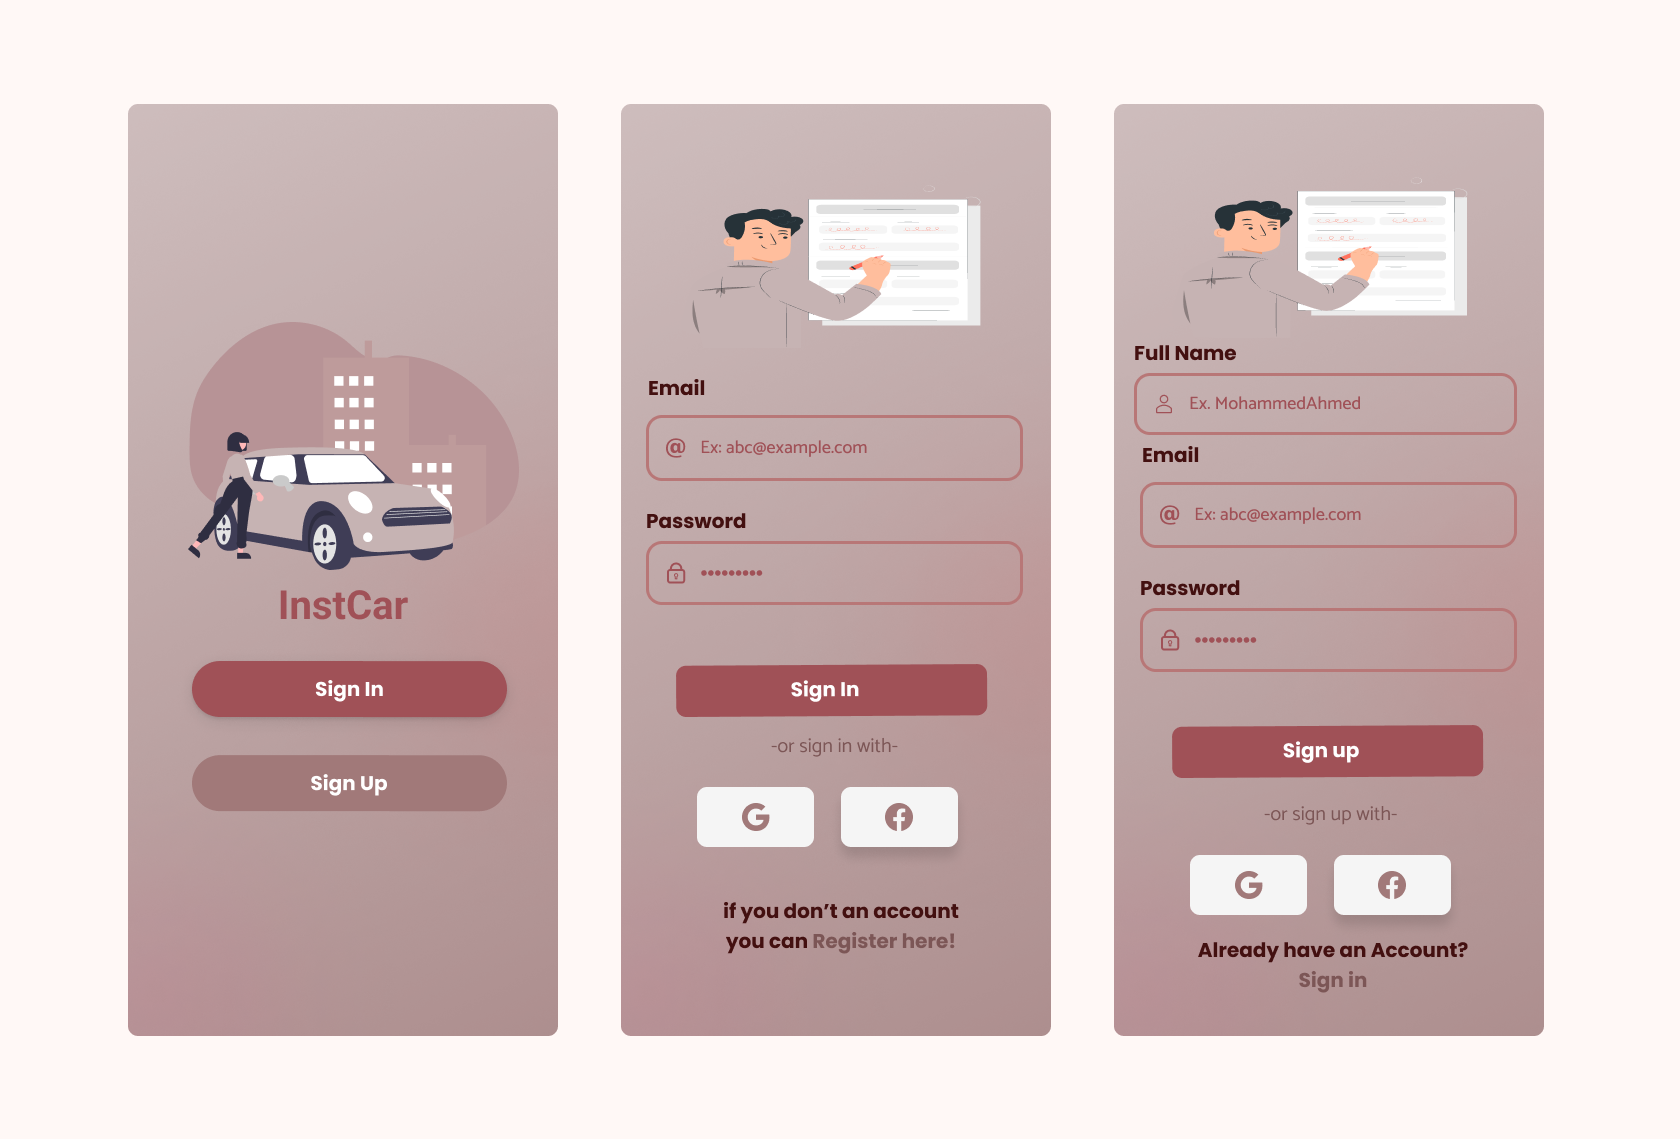 InstCar
Sign In
Sign Up
Email
@ Ex: abc@example.com
Password
•••••••••
Sign In
-or sign in with-
if you don’t an account
you can Register here!
Full Name
Ex. MohammedAhmed
Email
@ Ex: abc@example.com
Password
•••••••••
Sign up
-or sign up with-
Already have an Account?
Sign in